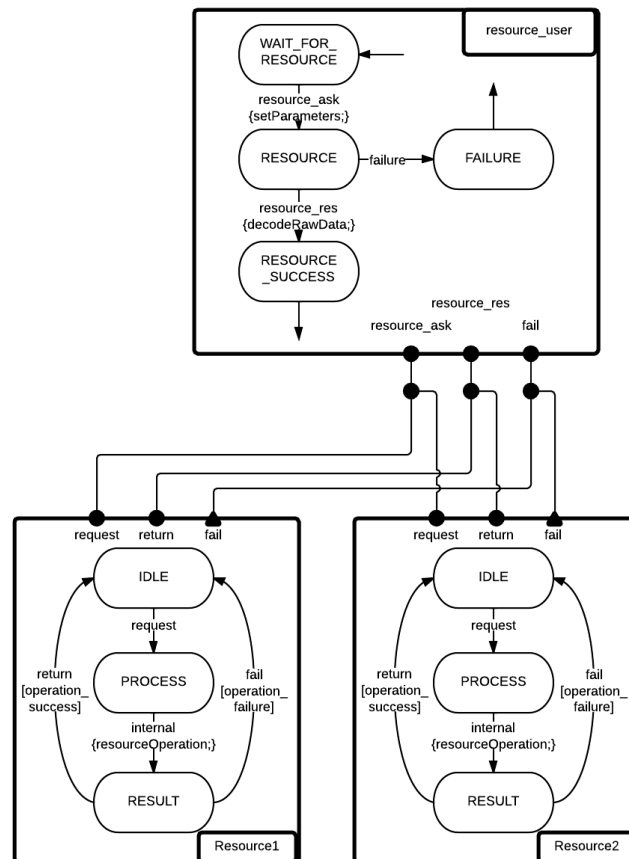 resource_user
WAIT_FOR_
RESOURCE
resource_ask
{setParameters;}
RESOURCE
failure
FAILURE
resource_res
{decodeRawData;}
RESOURCE
_SUCCESS
resource_res
resource_ask
fail
request
return
fail
IDLE
request
return
[operation_
success]
PROCESS
fail
[operation_
failure]
internal
{resourceOperation;}
RESULT
Resource1
request
return
fail
IDLE
request
return
[operation_
success]
PROCESS
fail
[operation_
failure]
internal
{resourceOperation;}
RESULT
Resource2